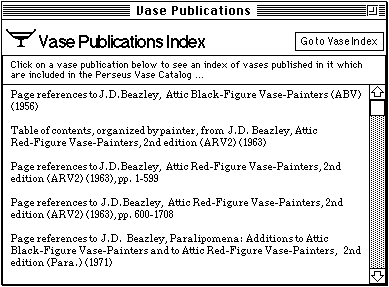 Vase Publications
Vase Publications Index
Go to Vase Index
Click on a vase publication below to see an index of vases published in it which
are included in the Perseus Vase Catalog ...
Page references to J.D.Beazley, Attic Black-Figure Vase-Painters (ABV)
(1956)
Table of contents, organized by painter, from J.D. Beazley, Attic
Red-Figure Vase-Painters, 2nd edition (ARV2) (1963)
Page references to J.D.Beazley, Attic Red-Figure Vase-Painters, 2nd
edition (ARV2) (1963), pp. 1-599
Page references to J.D.Beazley, Attic Red-Figure Vase-Painters, 2nd
edition (ARV2) (1963), pp. 600-1708
Page references to J.D. Beazley, Paralipomena: Additions to Attic
Black-Figure Vase-Painters and to Attic Red-Figure Vase-Painters, 2nd
edition (Para.) (1971)